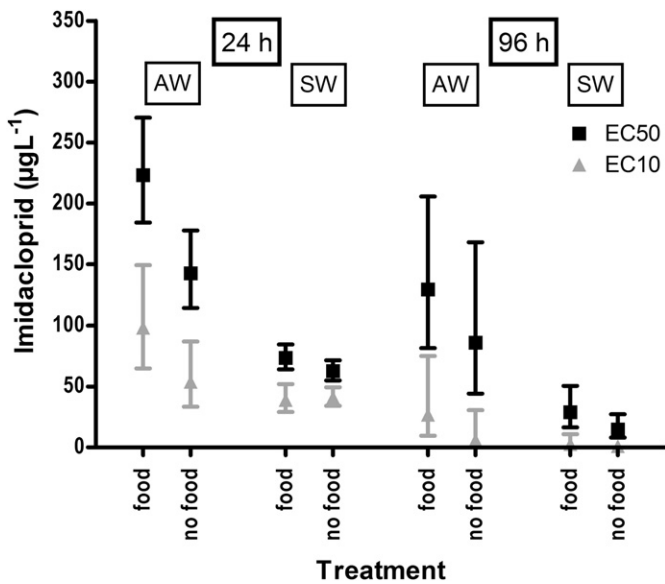 350
300
250
200
150
100
50
0
Imidacloprid (µgL⁻¹)
24 h
96 h
AW
SW
AW
SW
EC50
EC10
food
no food
food
no food
food
no food
food
no food
Treatment